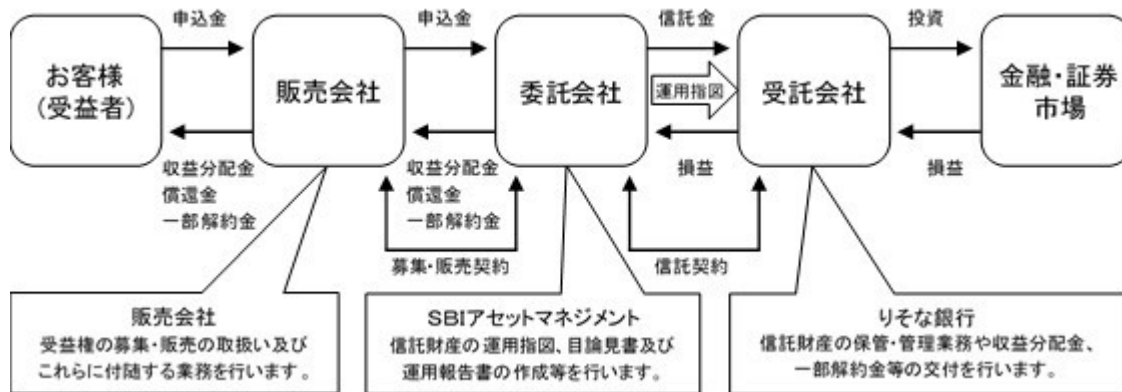 申込金
申込金
信託金
投資
お客様
(受益者)
販売会社
委託会社
運用指図
受託会社
金融・証券
市場
収益分配金
償還金
一部解約金
収益分配金
償還金
一部解約金
損益
損益
募集・販売契約
信託契約
販売会社
受益権の募集・販売の取扱い及び
これらに付随する業務を行います。
SBIアセットマネジメント
信託財産の運用指図、目論見書及び
運用報告書の作成等を行います。
りそな銀行
信託財産の保管・管理業務や収益分配金、
一部解約金等の交付を行います。